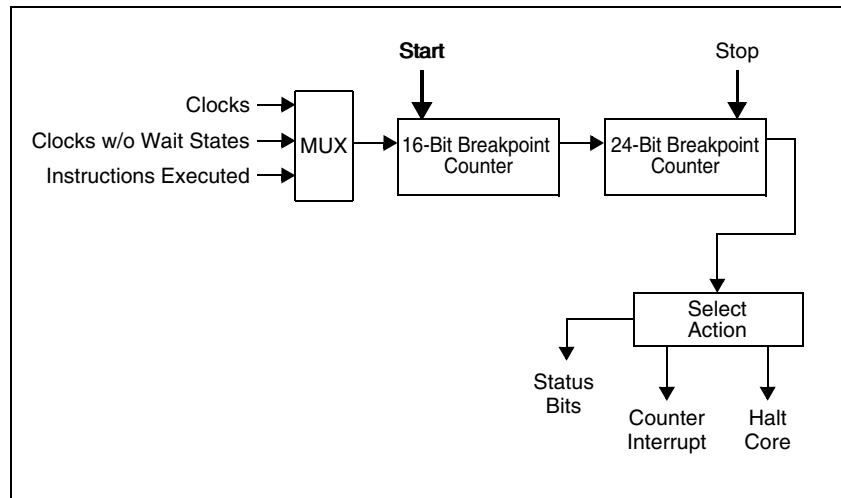 Start
Stop
Clocks
Clocks w/o Wait States
Instructions Executed
MUX
16-Bit Breakpoint
Counter
24-Bit Breakpoint
Counter
Select
Action
Status
Bits
Counter
Interrupt
Halt
Core